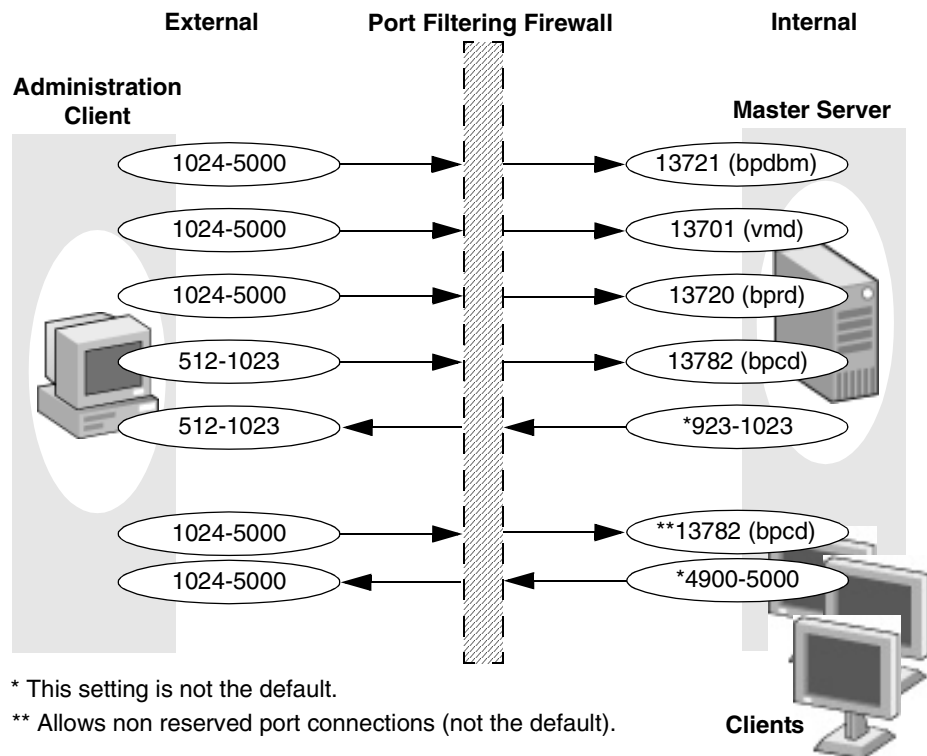 External Port Filtering Firewall Internal
Administration
Client
Master Server
1024-5000 13721 (bpdbm)
1024-5000 13701 (vmd)
1024-5000 13720 (bprd)
512-1023 13782 (bpcd)
512-1023 *923-1023
1024-5000 **13782 (bpcd)
1024-5000 *4900-5000
* This setting is not the default.
** Allows non reserved port connections (not the default).
Clients